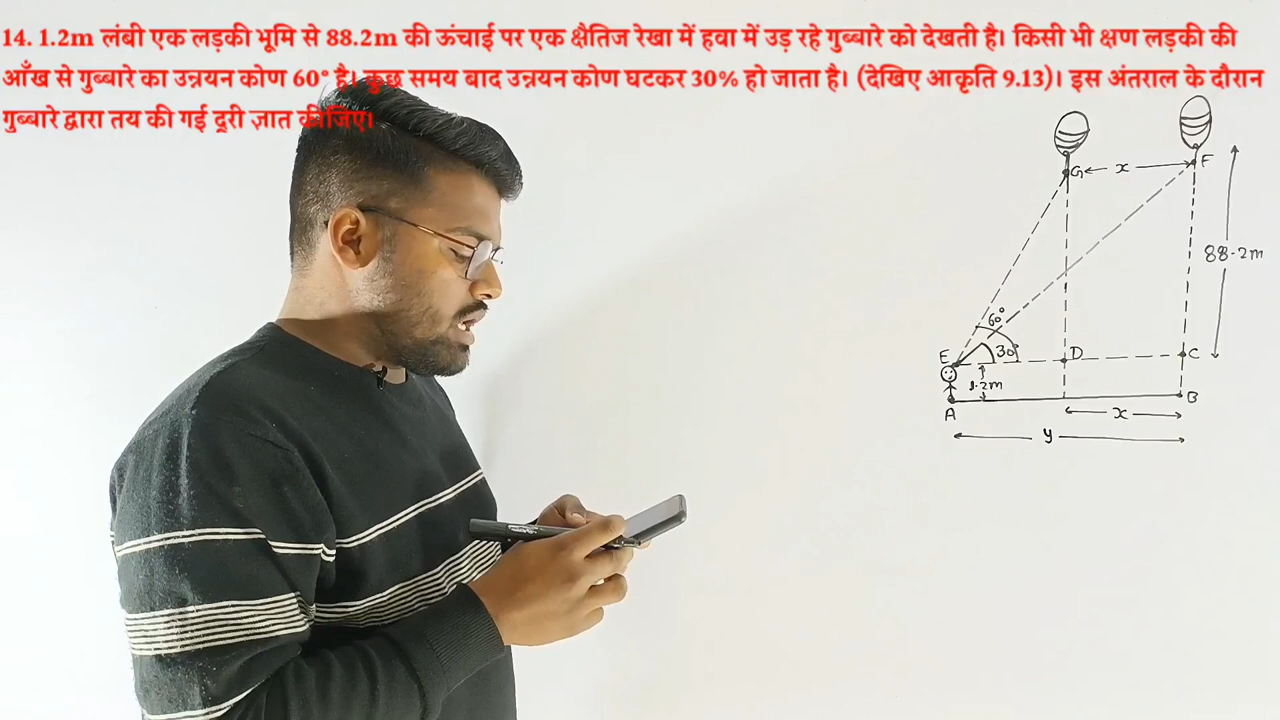 14. 1.2m लंबी एक लड़की भूमि से 88.2m की ऊंचाई पर एक क्षैतिज रेखा में हवा में उड़ रहे गुब्बारे को देखती है। किसी भी क्षण लड़की की
आँख से गुब्बारे का उन्नयन कोण 60° है। कुछ समय बाद उन्नयन कोण घटकर 30% हो जाता है। (देखिए आकृति 9.13)। इस अंतराल के दौरान
गुब्बारे द्वारा तय की गई दूरी ज्ञात कीजिए।
G x F
88.2m
60°
E 30° D C
1.2m
A B
x
y